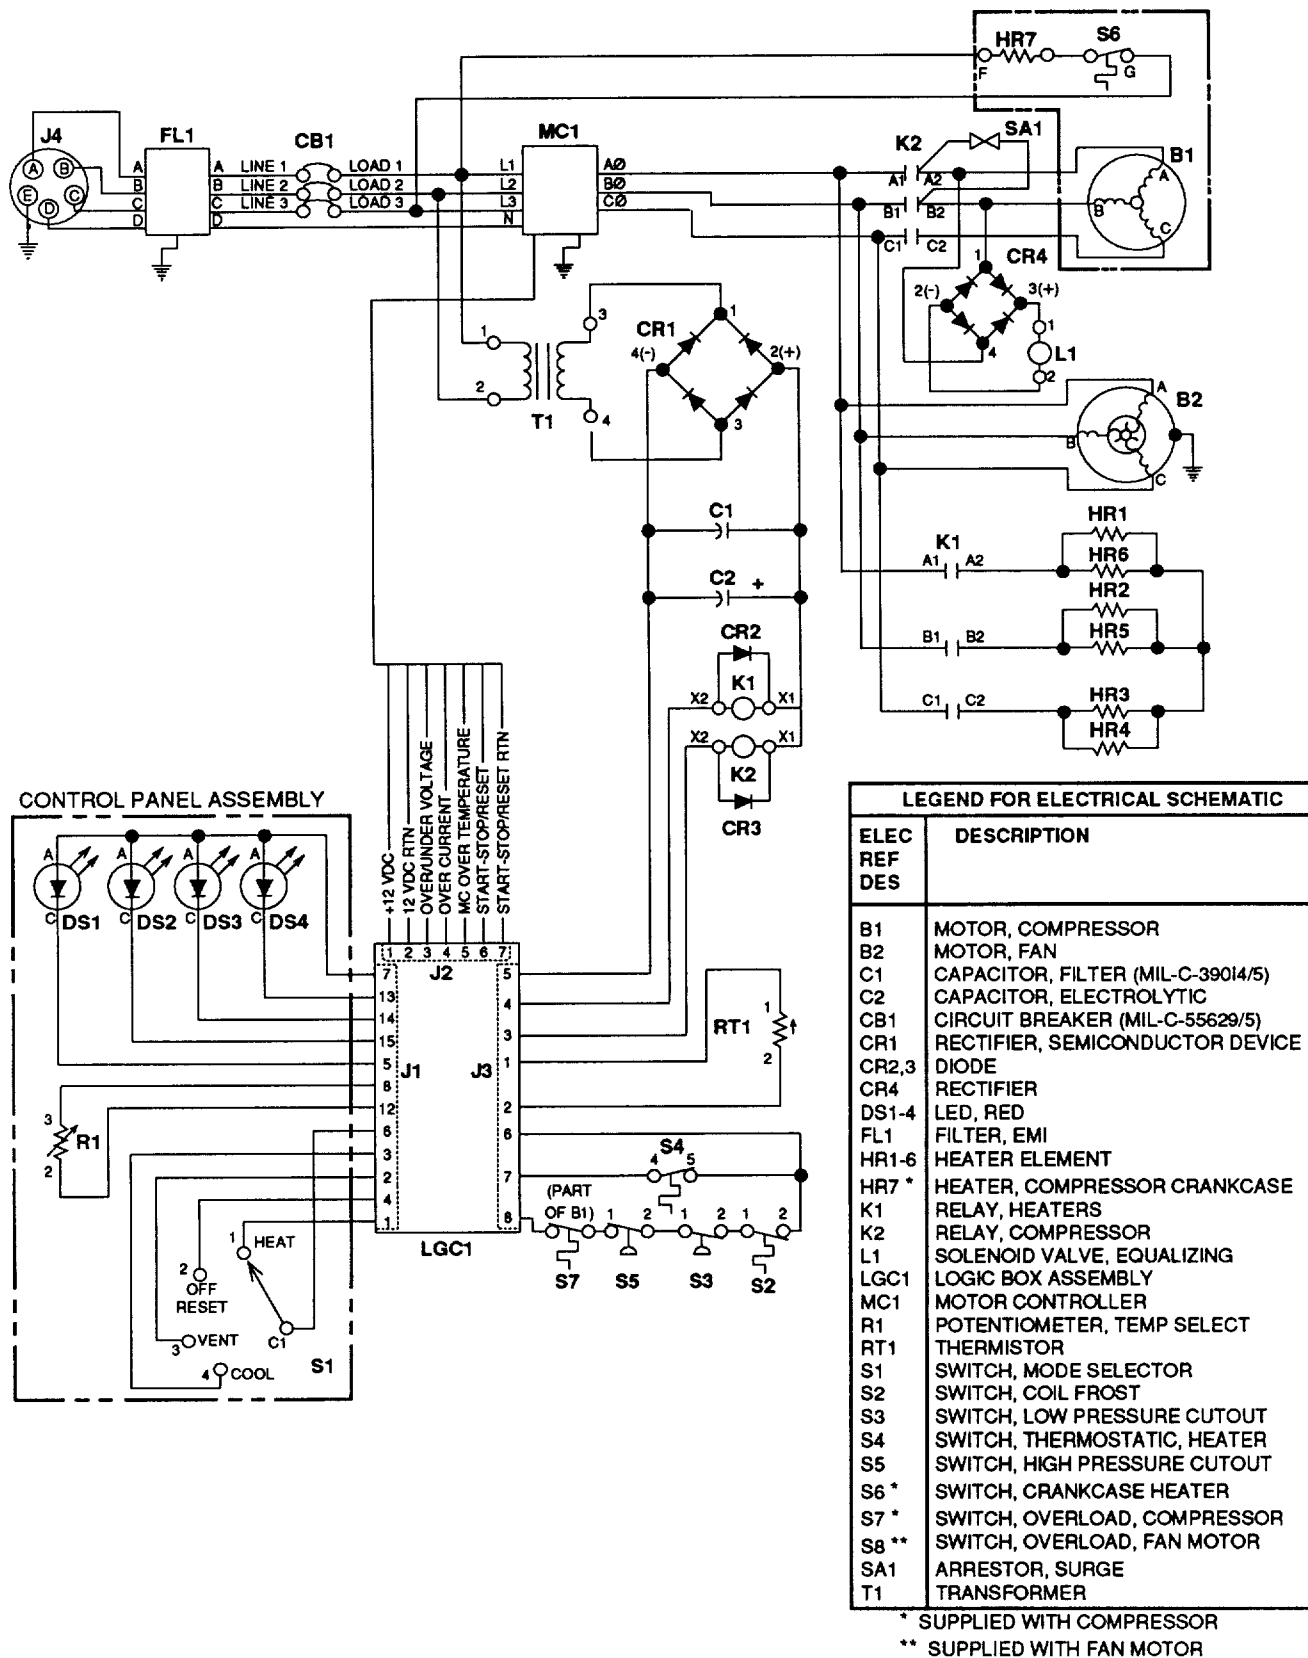 HR7 S6
F G
J4 FL1 CB1 MC1 K2 SA1 B1
A B E C D
A A LINE 1 LOAD 1 L1 AØ A1 A2 A
B B LINE 2 LOAD 2 L2 BØ B1 B2 B
C C LINE 3 LOAD 3 L3 CØ C1 C2 C
D D N
CR4
1
2(-) 3(+)
4
1
L1
2
1 3
2 4
T1
CR1
1
4(-) 2(+)
3
A B2
B
C
C1
C2 +
K1
A1 A2
B1 B2
C1 C2
HR1
HR6
HR2
HR5
HR3
HR4
CR2
K1
X2 X1
X2 X1
K2
CR3
+12 VDC
12 VDC RTN
OVER/UNDER VOLTAGE
OVER CURRENT
MC OVER TEMPERATURE
START-STOP/RESET
START-STOP/RESET RTN
CONTROL PANEL ASSEMBLY
A A A A
C DS1 C DS2 C DS3 C DS4
1 2 3 4 5 6 7
J2
7
13
14
15
5
8
12
6
3
2
4
1
J1
J3
5
4
3
1
2
6
7
8
LGC1
3
R1
2
1 HEAT
2
OFF
RESET
3 VENT
4 COOL
C1
S1
RT1
1
2
S4
4 5
(PART
OF B1) 1 2 1 2 1 2
S7 S5 S3 S2
LEGEND FOR ELECTRICAL SCHEMATIC
ELEC
REF
DES
DESCRIPTION
B1 MOTOR, COMPRESSOR
B2 MOTOR, FAN
C1 CAPACITOR, FILTER (MIL-C-39014/5)
C2 CAPACITOR, ELECTROLYTIC
CB1 CIRCUIT BREAKER (MIL-C-55629/5)
CR1 RECTIFIER, SEMICONDUCTOR DEVICE
CR2,3 DIODE
CR4 RECTIFIER
DS1-4 LED, RED
FL1 FILTER, EMI
HR1-6 HEATER ELEMENT
HR7 * HEATER, COMPRESSOR CRANKCASE
K1 RELAY, HEATERS
K2 RELAY, COMPRESSOR
L1 SOLENOID VALVE, EQUALIZING
LGC1 LOGIC BOX ASSEMBLY
MC1 MOTOR CONTROLLER
R1 POTENTIOMETER, TEMP SELECT
RT1 THERMISTOR
S1 SWITCH, MODE SELECTOR
S2 SWITCH, COIL FROST
S3 SWITCH, LOW PRESSURE CUTOUT
S4 SWITCH, THERMOSTATIC, HEATER
S5 SWITCH, HIGH PRESSURE CUTOUT
S6 * SWITCH, CRANKCASE HEATER
S7 * SWITCH, OVERLOAD, COMPRESSOR
S8 ** SWITCH, OVERLOAD, FAN MOTOR
SA1 ARRESTOR, SURGE
T1 TRANSFORMER
* SUPPLIED WITH COMPRESSOR
** SUPPLIED WITH FAN MOTOR